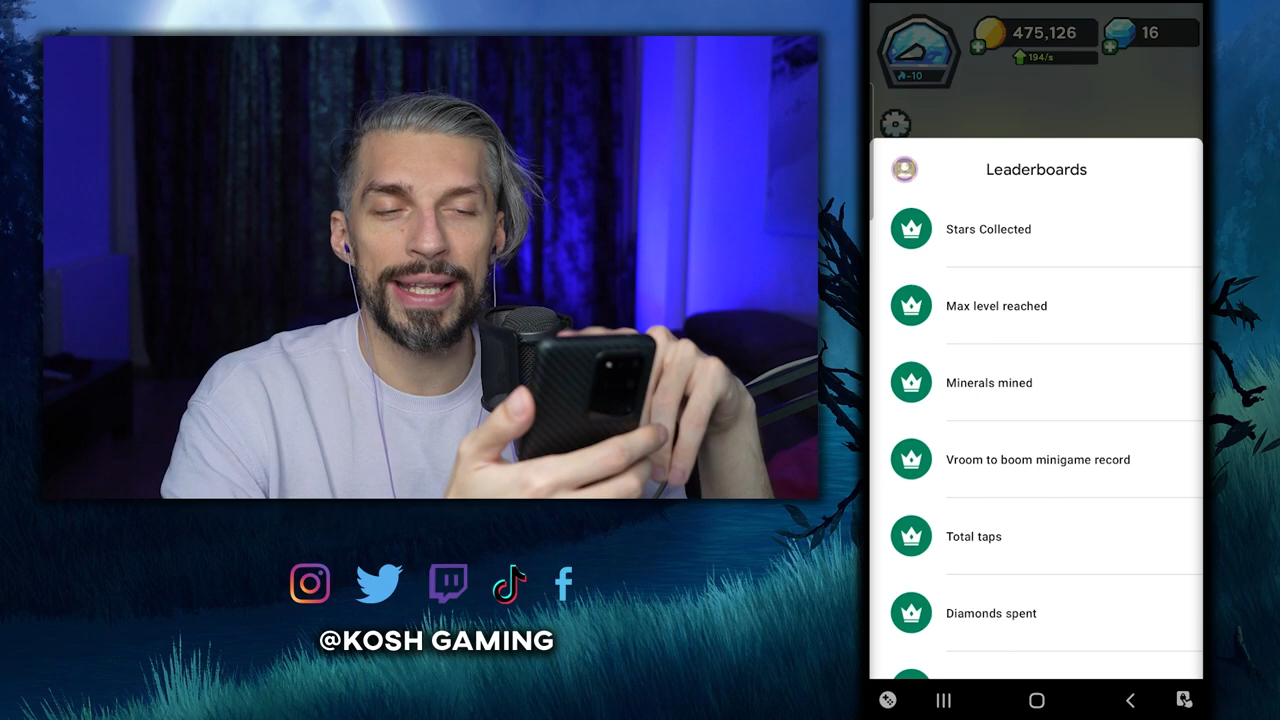 475,126
16
194/s
-10
Leaderboards
Stars Collected
Max level reached
Minerals mined
Vroom to boom minigame record
Total taps
Diamonds spent
@KOSH GAMING